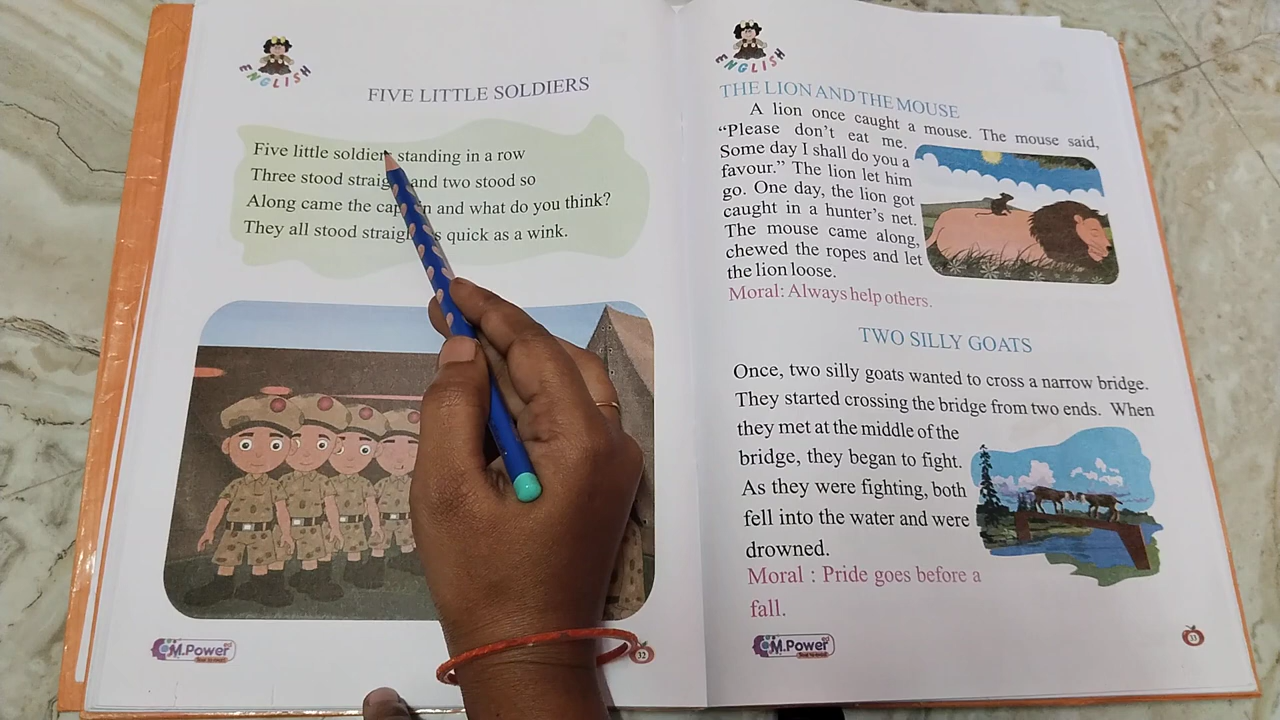 ENGLISH
FIVE LITTLE SOLDIERS
Five little soldiers standing in a row
Three stood straight and two stood so
Along came the captain and what do you think?
They all stood straight as quick as a wink.
M.Power
32
ENGLISH
THE LION AND THE MOUSE
A lion once caught a mouse. The mouse said,
“Please don’t eat me.
Some day I shall do you a
favour.” The lion let him
go. One day, the lion got
caught in a hunter’s net.
The mouse came along,
chewed the ropes and let
the lion loose.
Moral: Always help others.
TWO SILLY GOATS
Once, two silly goats wanted to cross a narrow bridge.
They started crossing the bridge from two ends. When
they met at the middle of the
bridge, they began to fight.
As they were fighting, both
fell into the water and were
drowned.
Moral : Pride goes before a
fall.
M.Power
33